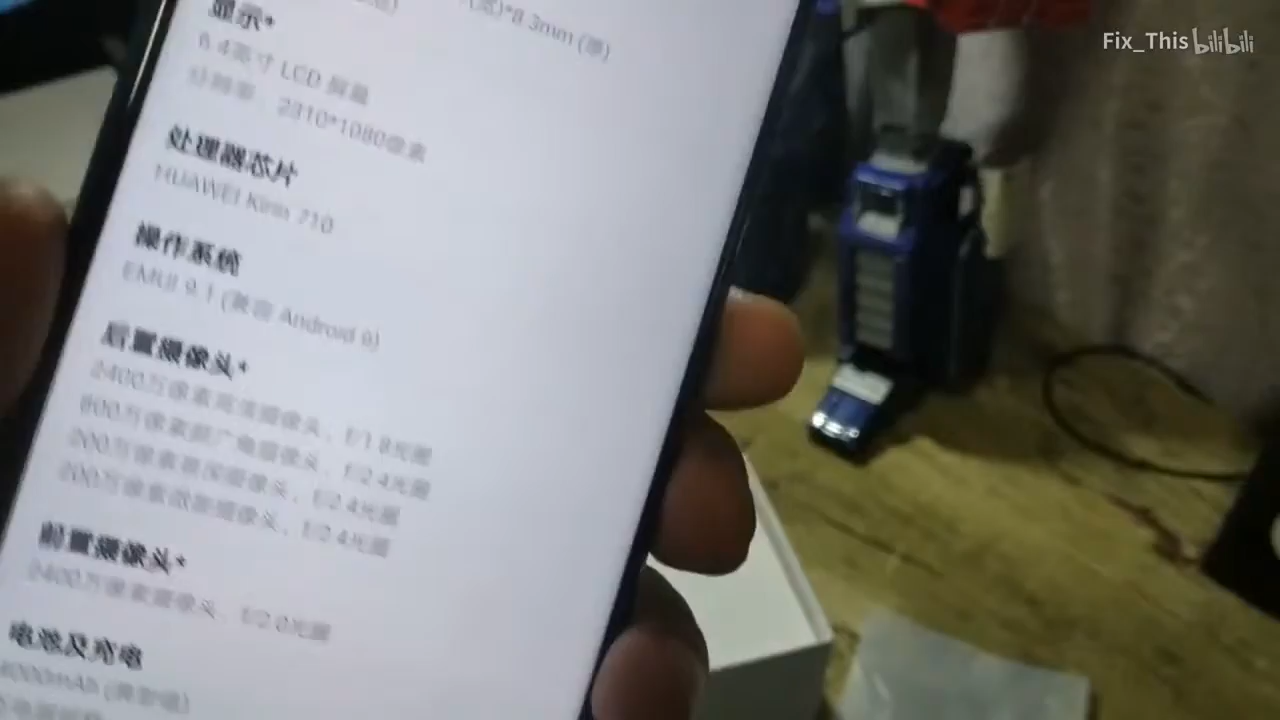 *8.3mm (厚)
Fix_This bilibili
显示*
6.4英寸 LCD 屏幕
分辨率：2310*1080像素
处理器芯片
HUAWEI Kirin 710
操作系统
EMUI 9.1 (兼容 Android 9)
后置摄像头*
2400万像素高清摄像头，f/1.8光圈
800万像素超广角摄像头，f/2.4光圈
200万像素景深摄像头，f/2.4光圈
200万像素微距摄像头，f/2.4光圈
前置摄像头*
2400万像素摄像头，f/2.0光圈
电池及充电
4000mAh (典型值)